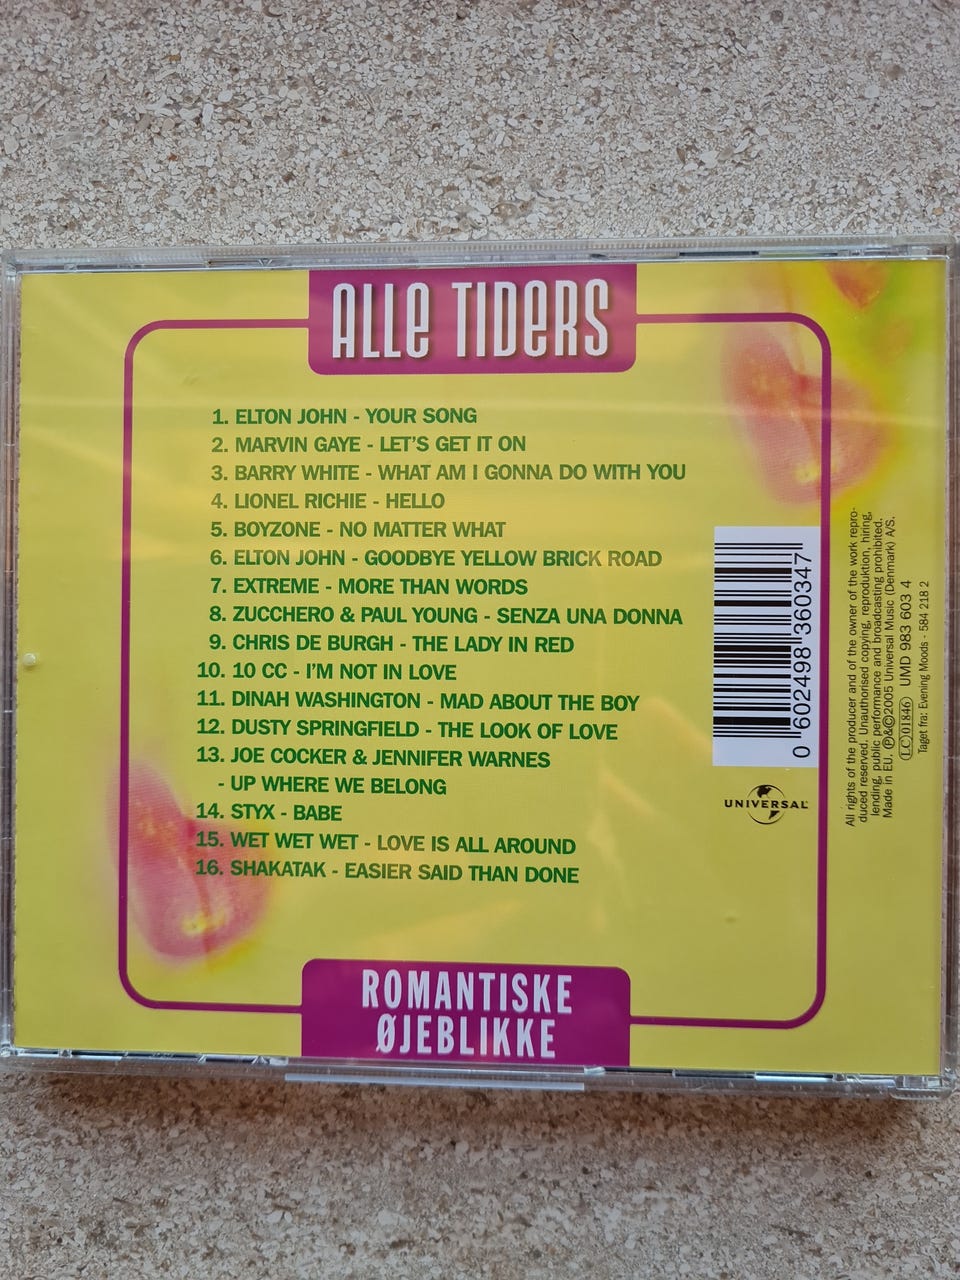 ALLE TIDERS
1. ELTON JOHN - YOUR SONG
2. MARVIN GAYE - LET'S GET IT ON
3. BARRY WHITE - WHAT AM I GONNA DO WITH YOU
4. LIONEL RICHIE - HELLO
5. BOYZONE - NO MATTER WHAT
6. ELTON JOHN - GOODBYE YELLOW BRICK ROAD
7. EXTREME - MORE THAN WORDS
8. ZUCCHERO & PAUL YOUNG - SENZA UNA DONNA
9. CHRIS DE BURGH - THE LADY IN RED
10. 10 CC - I'M NOT IN LOVE
11. DINAH WASHINGTON - MAD ABOUT THE BOY
12. DUSTY SPRINGFIELD - THE LOOK OF LOVE
13. JOE COCKER & JENNIFER WARNES
- UP WHERE WE BELONG
14. STYX - BABE
15. WET WET WET - LOVE IS ALL AROUND
16. SHAKATAK - EASIER SAID THAN DONE
ROMANTISKE
ØJEBLIKKE
0 602498 360347
UNIVERSAL
All rights of the producer and of the owner of the work repro-
duced reserved. Unauthorised copying, reproduktion, hiring,
lending, public performance and broadcasting prohibited.
Made in EU. ℗&©2005 Universal Music (Denmark) A/S.
LC 01846 UMD 983 603 4
Taget fra: Evening Moods - 584 218 2